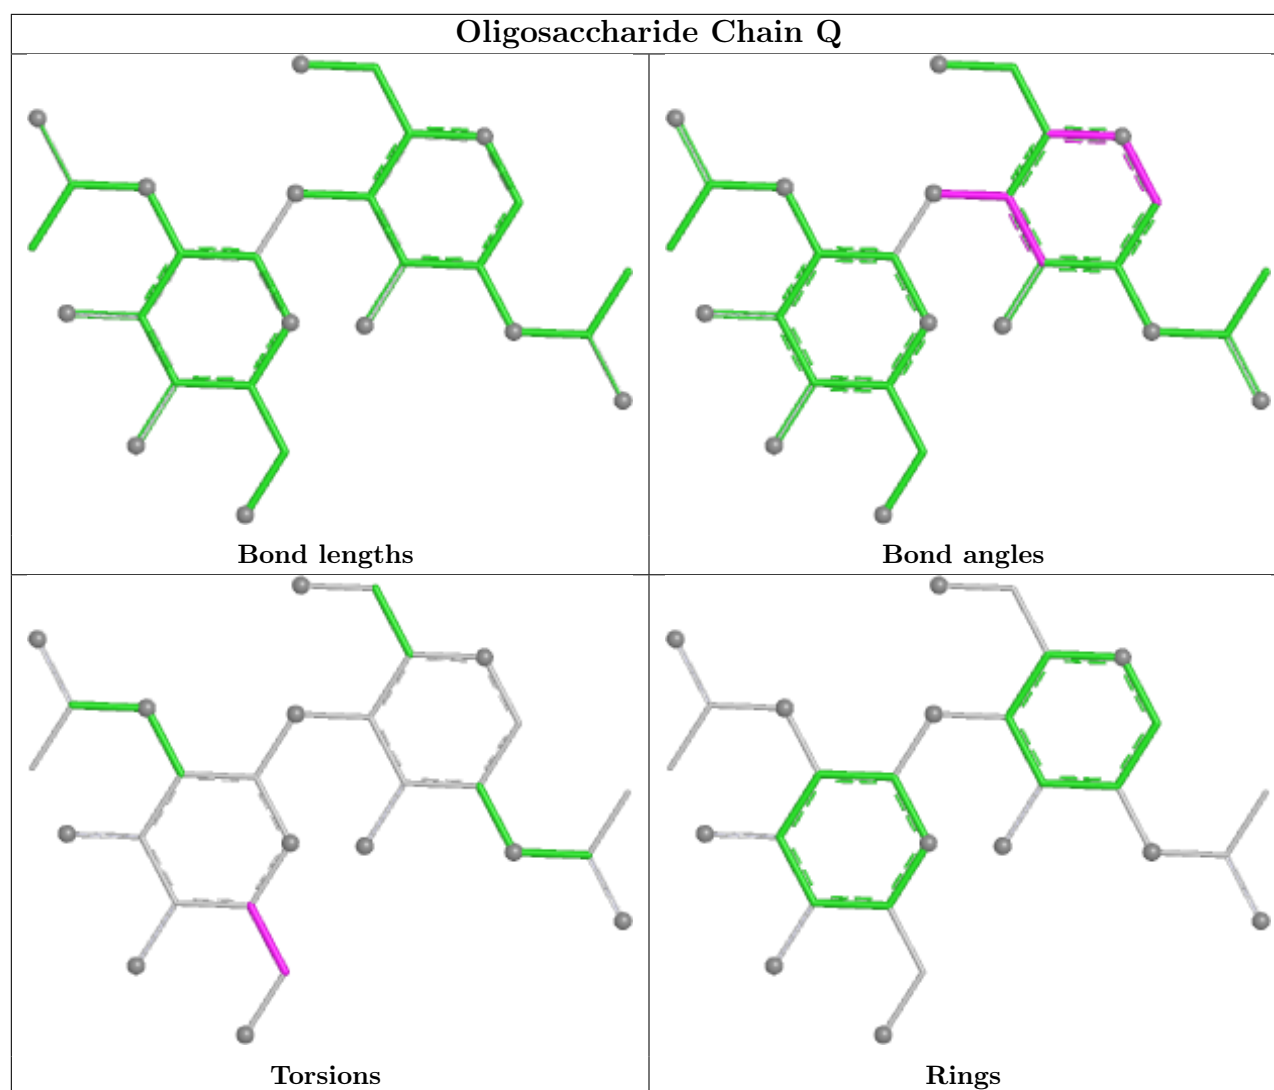 Oligosaccharide Chain Q
Bond lengths
Bond angles
Torsions
Rings